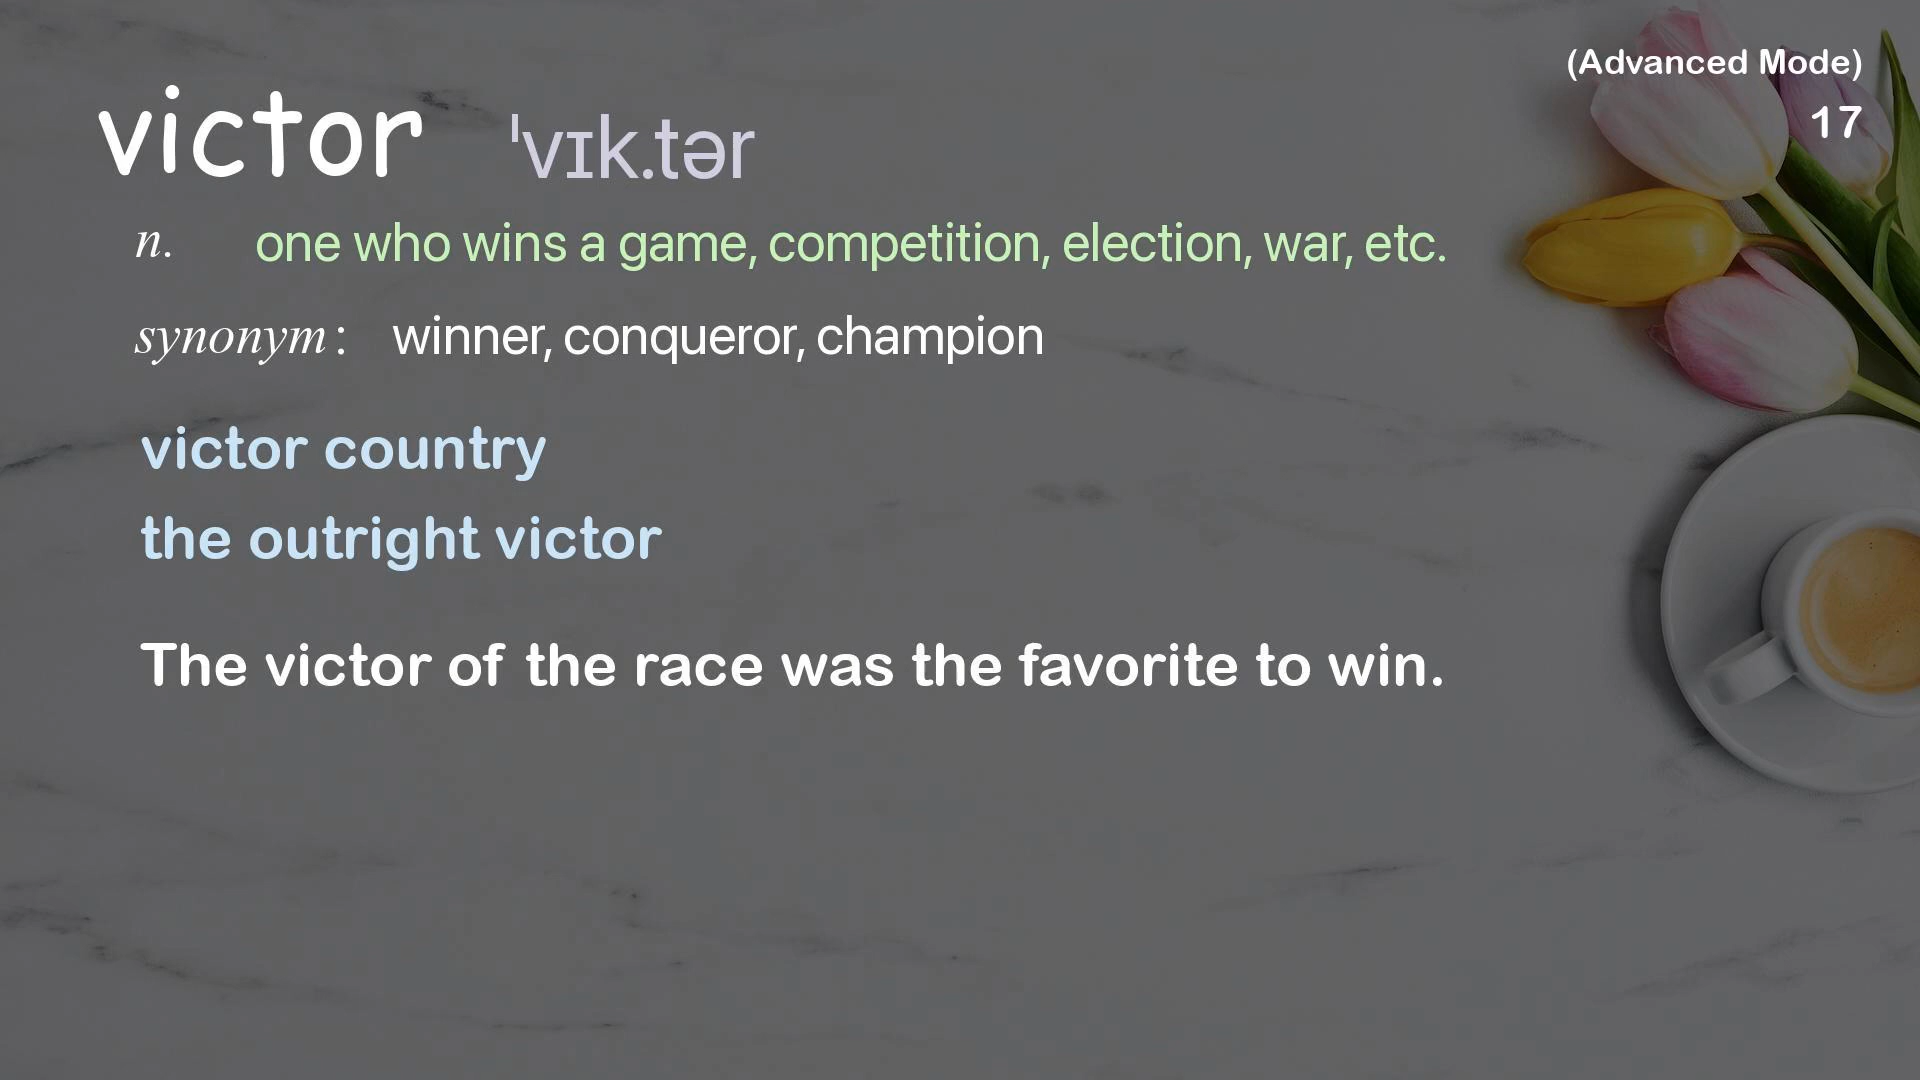 (Advanced Mode)
17
victor ˈvɪk.tər
n. one who wins a game, competition, election, war, etc.
synonym : winner, conqueror, champion
victor country
the outright victor
The victor of the race was the favorite to win.